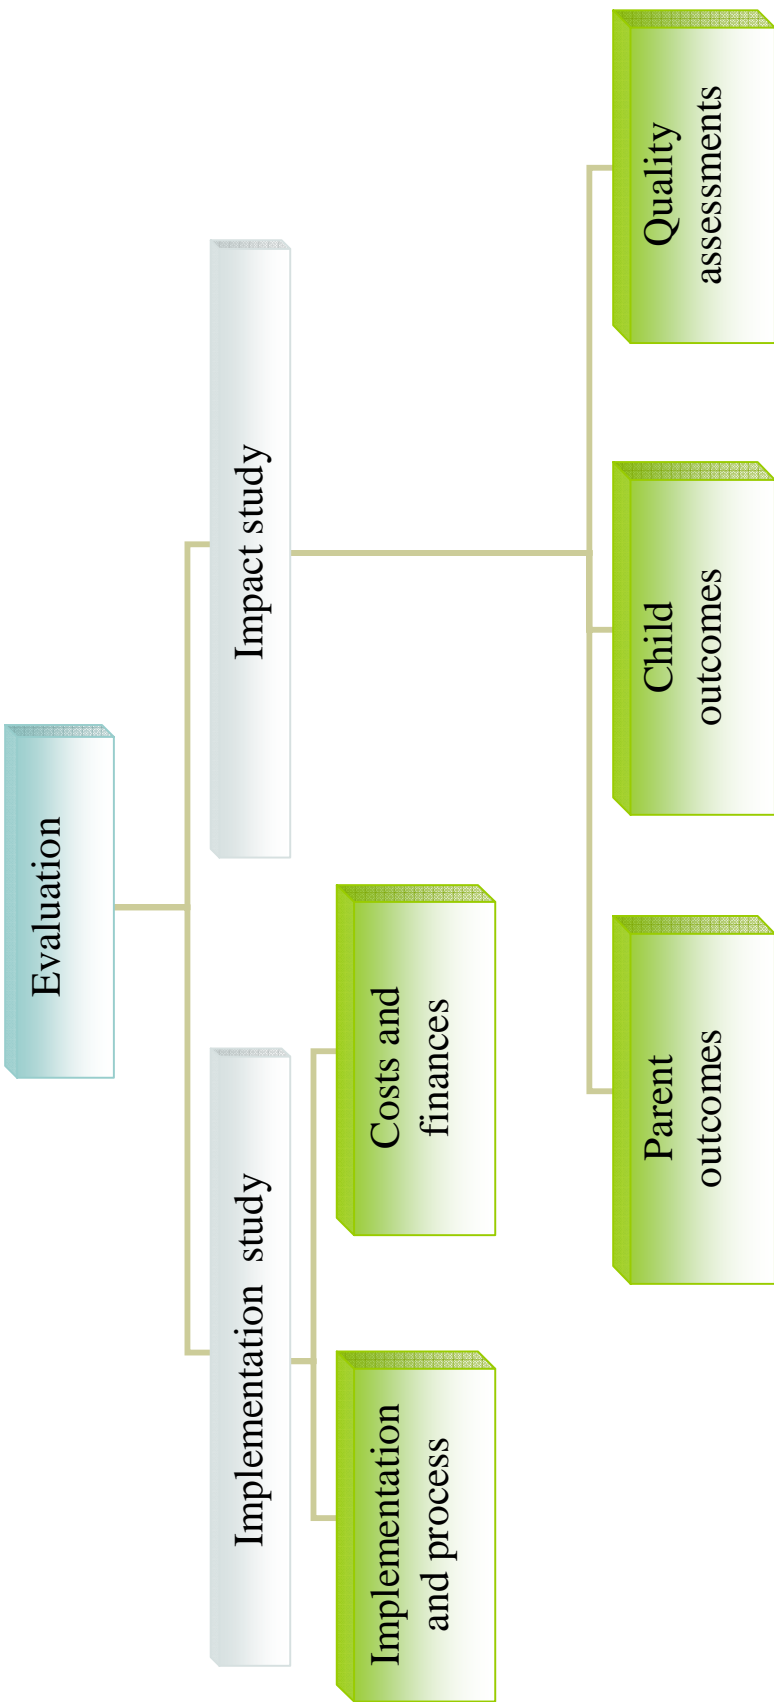 Evaluation
Implementation study
Impact study
Implementation
and process
Costs and
finances
Parent
outcomes
Child
outcomes
Quality
assessments